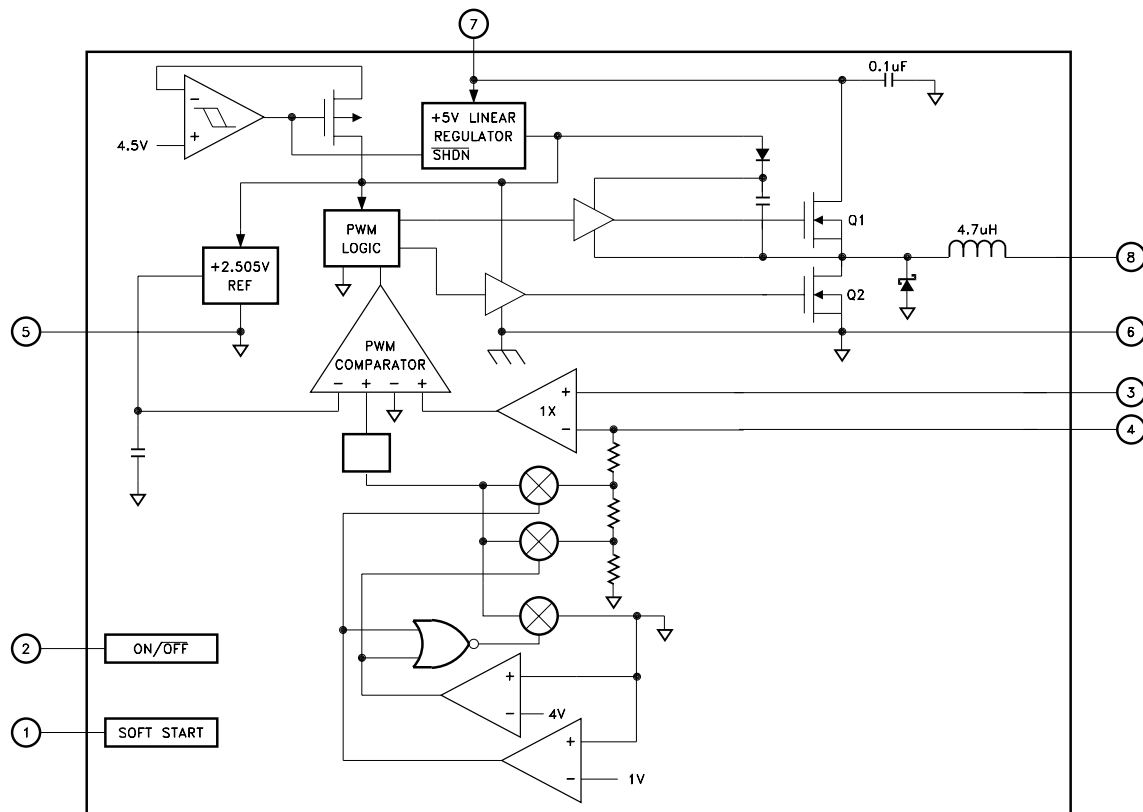 7
0.1uF
−
+
4.5V
+5V LINEAR
REGULATOR
SHDN
PWM
LOGIC
Q1
4.7uH
8
+2.505V
REF
Q2
5
6
PWM
COMPARATOR
− + − +
+
1X
−
3
4
2
ON/OFF
+
−
4V
1
SOFT START
+
−
1V